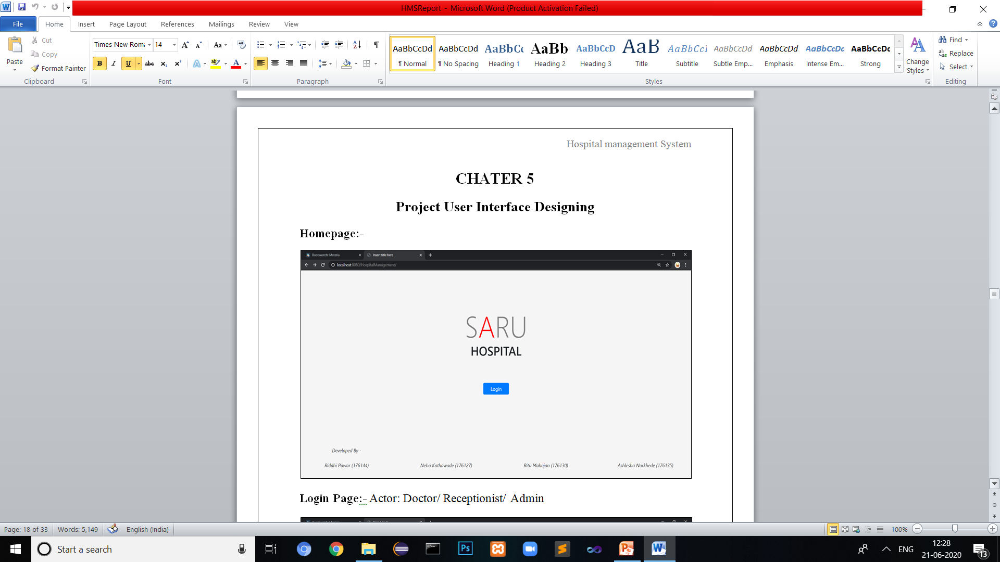 HMSReport - Microsoft Word (Product Activation Failed)
File Home Insert Page Layout References Mailings Review View
Paste
Cut
Copy
Format Painter
Times New Rom 14
AaBbCcDd AaBbCcDd AaBbCc AaBb AaBbCcD AaB AaBbCcI AaBbCcDd AaBbCcDd AaBbCcDd AaBbCcDc
¶ Normal ¶ No Spacing Heading 1 Heading 2 Heading 3 Title Subtitle Subtle Emp... Emphasis Intense Em... Strong
Change Styles
Find
Replace
Select
Clipboard Font Paragraph Styles Editing
Hospital management System
CHATER 5
Project User Interface Designing
Homepage:-
Bootswatch: Materia Insert title here
localhost:8080/HospitalManagement/
SARU
HOSPITAL
Login
Developed By -
Riddhi Pawar (176144) Neha Kothawade (176127) Ritu Mahajan (176130) Ashlesha Narkhede (176135)
Login Page:- Actor: Doctor/ Receptionist/ Admin
Page: 18 of 33 Words: 5,149 English (India) 100%
Start a search
ENG
12:28
21-06-2020
13